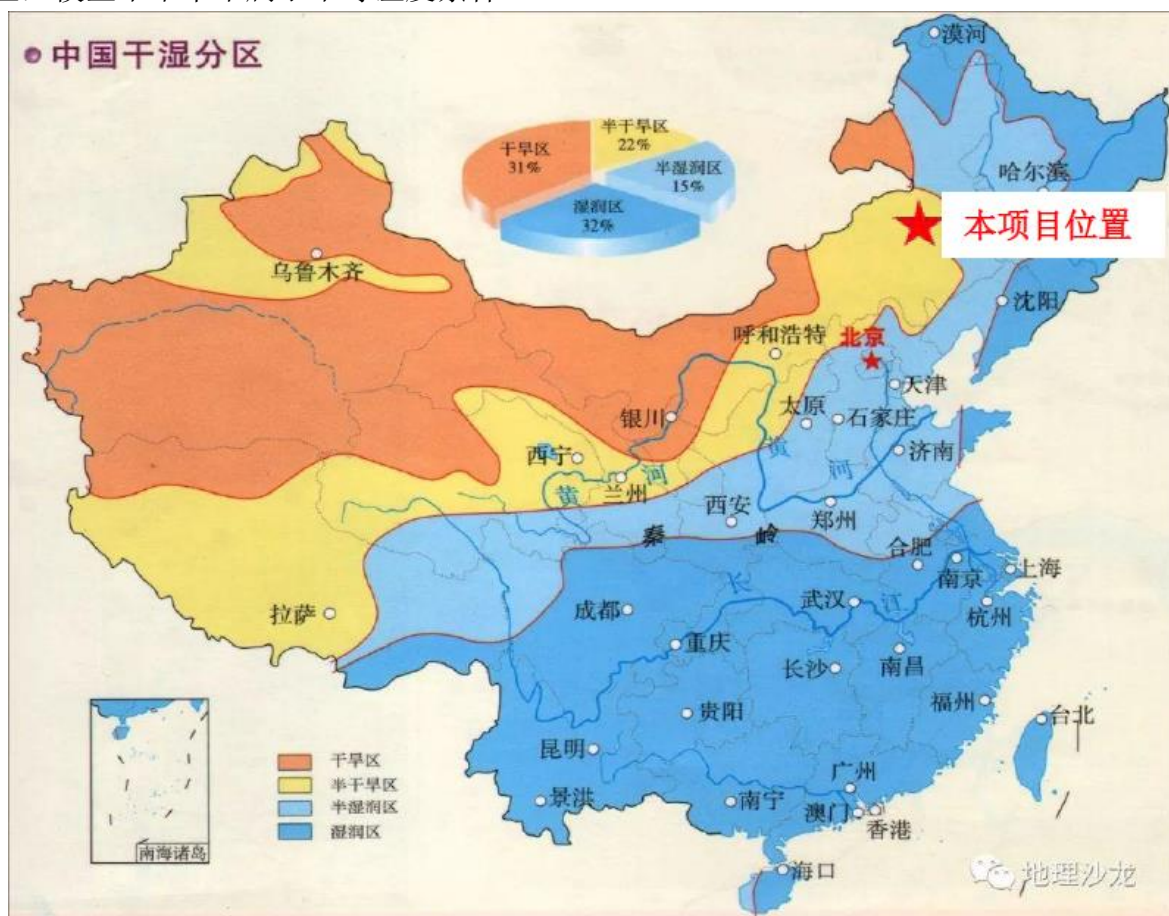 中国干湿分区
漠河
干旱区
31%
半干旱区
22%
半湿润区
15%
湿润区
32%
哈尔滨
本项目位置
乌鲁木齐
沈阳
呼和浩特
北京
天津
银川
太原
石家庄
黄
河
济南
西宁
兰州
黄
河
西安
郑州
秦
岭
合肥
南京
上海
拉萨
成都
长
武汉
江
杭州
重庆
长沙
南昌
贵阳
福州
台北
昆明
广州
景洪
南宁
澳门
香港
海口
干旱区
半干旱区
半湿润区
湿润区
南海诸岛
地理沙龙